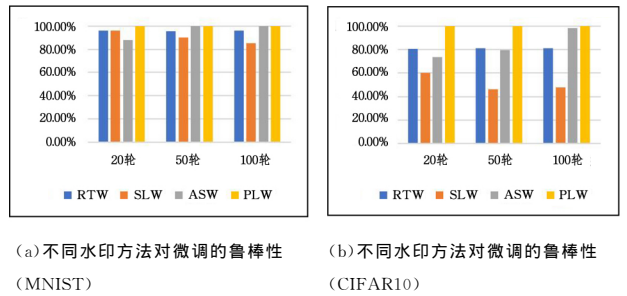 100.00%
80.00%
60.00%
40.00%
20.00%
0.00%
20轮 50轮 100轮
RTW SLW ASW PLW
(a)不同水印方法对微调的鲁棒性
(MNIST)
100.00%
80.00%
60.00%
40.00%
20.00%
0.00%
20轮 50轮 100轮
RTW SLW ASW PLW
(b)不同水印方法对微调的鲁棒性
(CIFAR10)